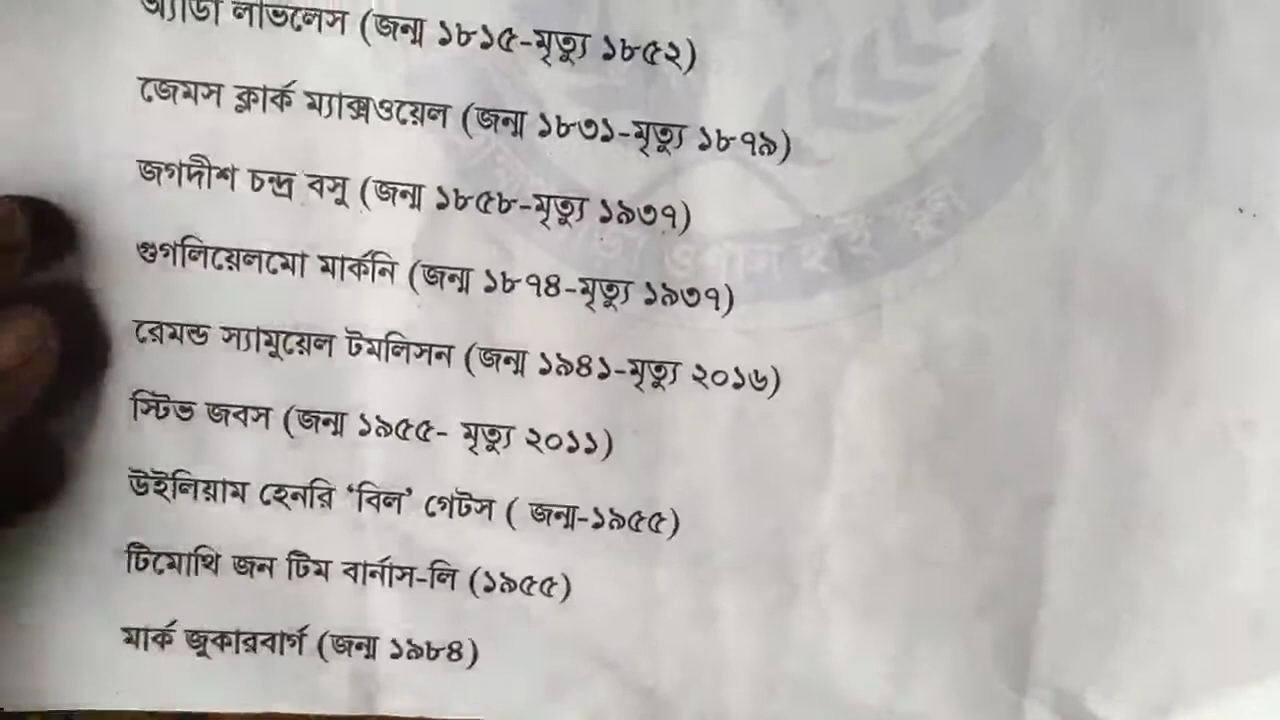 অ্যাডা লাভলেস (জন্ম ১৮১৫-মৃত্যু ১৮৫২)
জেমস ক্লার্ক ম্যাক্সওয়েল (জন্ম ১৮৩১-মৃত্যু ১৮৭৯)
জগদীশ চন্দ্র বসু (জন্ম ১৮৫৮-মৃত্যু ১৯৩৭)
গুগলিয়েলমো মার্কনি (জন্ম ১৮৭৪-মৃত্যু ১৯৩৭)
রেমন্ড স্যামুয়েল টমলিসন (জন্ম ১৯৪১-মৃত্যু ২০১৬)
স্টিভ জবস (জন্ম ১৯৫৫- মৃত্যু ২০১১)
উইলিয়াম হেনরি ‘বিল’ গেটস ( জন্ম-১৯৫৫)
টিমোথি জন টিম বার্নাস-লি (১৯৫৫)
মার্ক জুকারবার্গ (জন্ম ১৯৮৪)